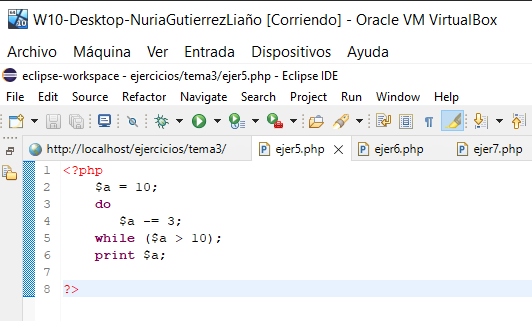 W10-Desktop-NuriaGutierrezLiaño [Corriendo] - Oracle VM VirtualBox
Archivo Máquina Ver Entrada Dispositivos Ayuda
eclipse-workspace - ejercicios/tema3/ejer5.php - Eclipse IDE
File Edit Source Refactor Navigate Search Project Run Window Help
http://localhost/ejercicios/tema3/ ejer5.php ejer6.php ejer7.php
1 <?php
2 $a = 10;
3 do
4 $a -= 3;
5 while ($a > 10);
6 print $a;
7
8 ?>